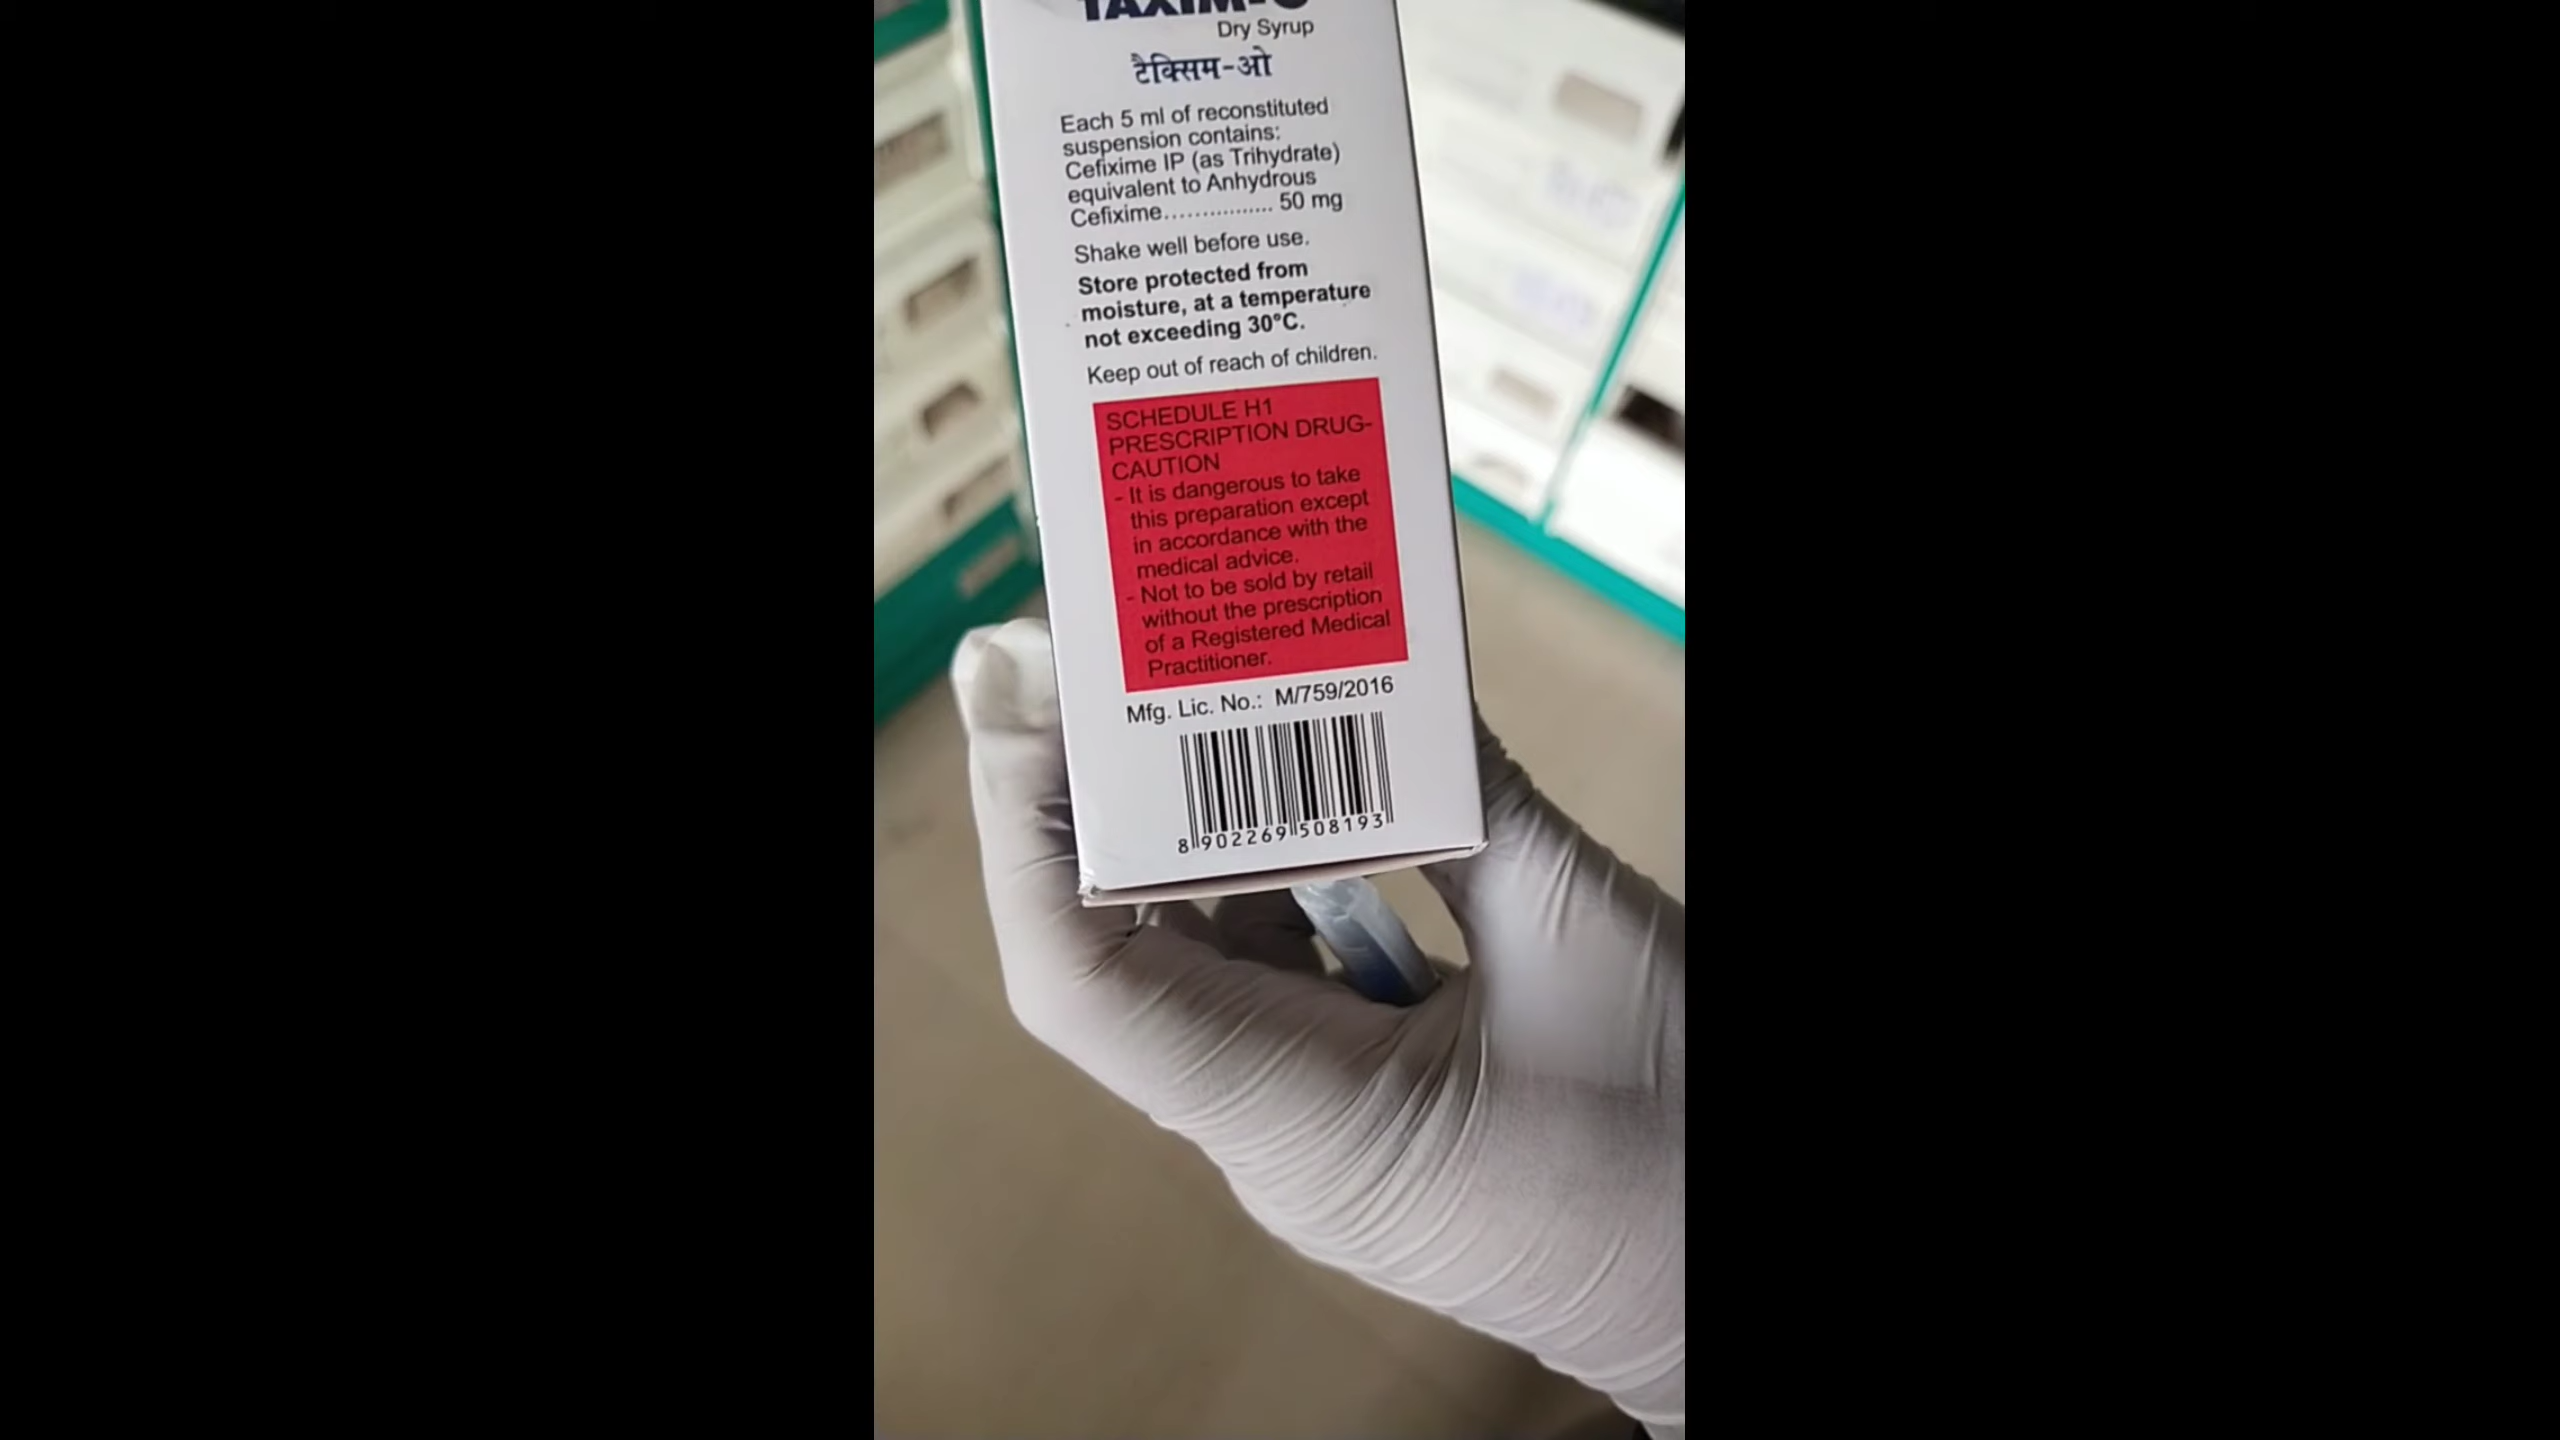 TAXIM-O
Dry Syrup
टैक्सिम-ओ
Each 5 ml of reconstituted
suspension contains:
Cefixime IP (as Trihydrate)
equivalent to Anhydrous
Cefixime................ 50 mg
Shake well before use.
Store protected from
moisture, at a temperature
not exceeding 30°C.
Keep out of reach of children.
SCHEDULE H1
PRESCRIPTION DRUG-
CAUTION
- It is dangerous to take
this preparation except
in accordance with the
medical advice.
- Not to be sold by retail
without the prescription
of a Registered Medical
Practitioner.
Mfg. Lic. No.: M/759/2016
8 902269 508193